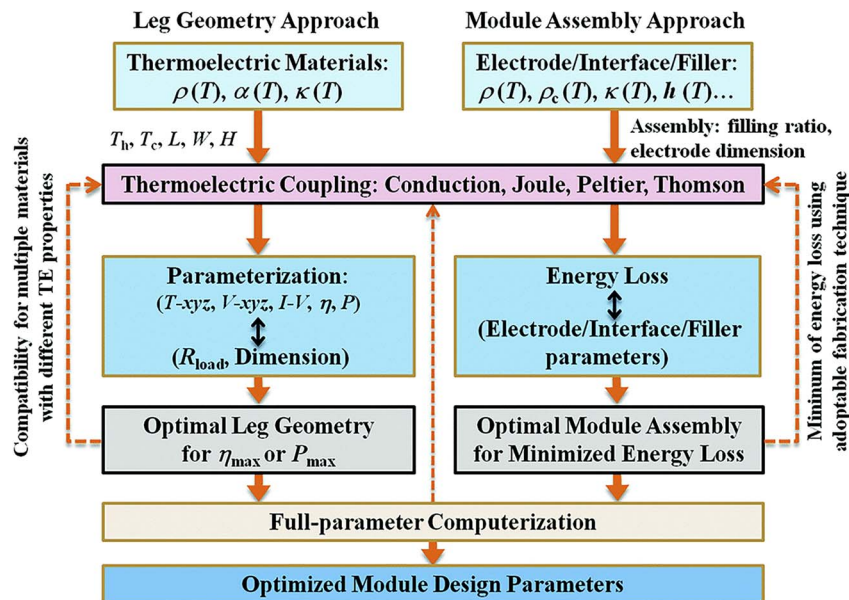 Leg Geometry Approach
Module Assembly Approach
Thermoelectric Materials:
ρ(T), α(T), κ(T)
Electrode/Interface/Filler:
ρ(T), ρc(T), κ(T), h (T)...
Th, Tc, L, W, H
Assembly: filling ratio,
electrode dimension
Thermoelectric Coupling: Conduction, Joule, Peltier, Thomson
Compatibility for multiple materials
with different TE properties
Parameterization:
(T-xyz, V-xyz, I-V, η, P)
(Rload, Dimension)
Energy Loss
(Electrode/Interface/Filler
parameters)
Minimum of energy loss using
adoptable fabrication technique
Optimal Leg Geometry
for ηmax or Pmax
Optimal Module Assembly
for Minimized Energy Loss
Full-parameter Computerization
Optimized Module Design Parameters